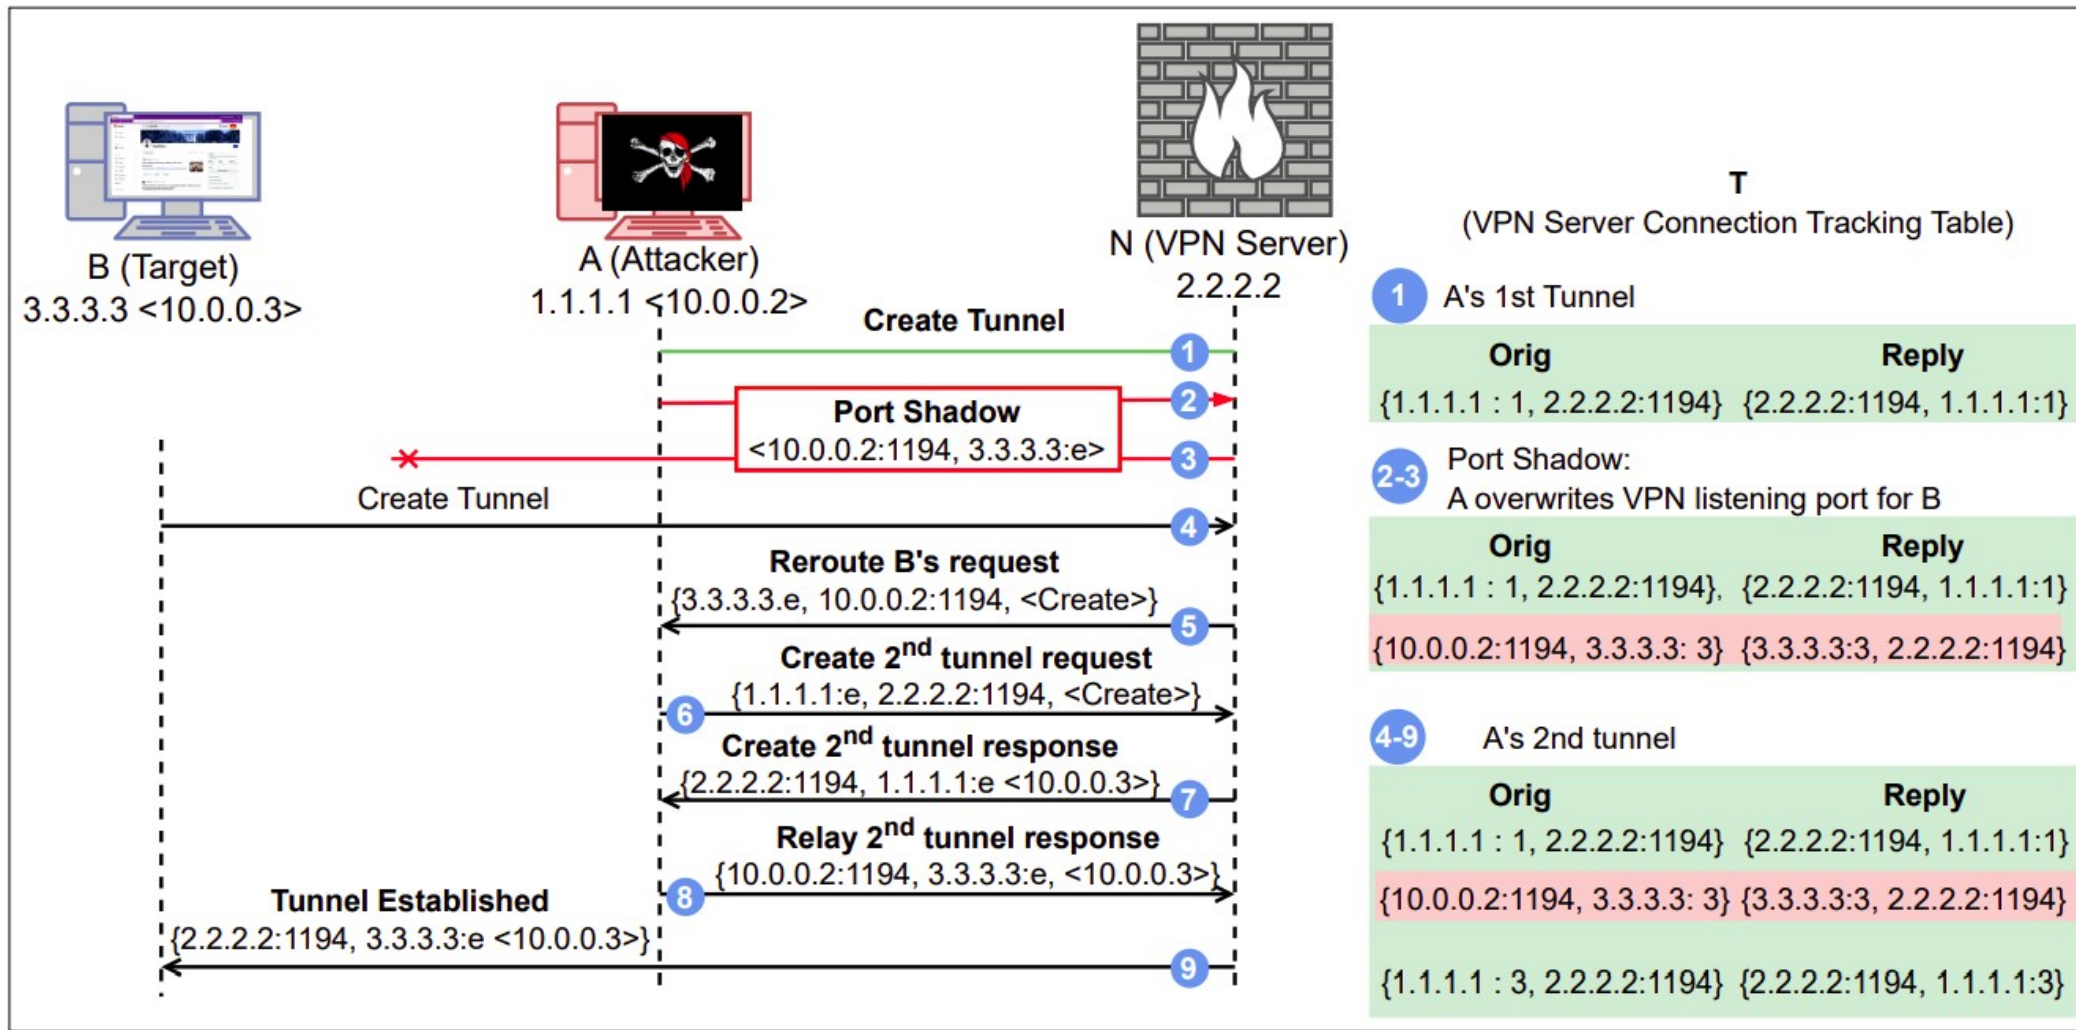 B (Target)
3.3.3.3 <10.0.0.3>
A (Attacker)
1.1.1.1 <10.0.0.2>
N (VPN Server)
2.2.2.2
Create Tunnel
1
2
Port Shadow
<10.0.0.2:1194, 3.3.3.3:e>
3
Create Tunnel
4
Reroute B's request
{3.3.3.3.e, 10.0.0.2:1194, <Create>}
5
Create 2nd tunnel request
{1.1.1.1:e, 2.2.2.2:1194, <Create>}
6
Create 2nd tunnel response
{2.2.2.2:1194, 1.1.1.1:e <10.0.0.3>}
7
Relay 2nd tunnel response
{10.0.0.2:1194, 3.3.3.3:e, <10.0.0.3>}
8
Tunnel Established
{2.2.2.2:1194, 3.3.3.3:e <10.0.0.3>}
9
T
(VPN Server Connection Tracking Table)
1 A's 1st Tunnel
Orig Reply
{1.1.1.1 : 1, 2.2.2.2:1194} {2.2.2.2:1194, 1.1.1.1:1}
2-3 Port Shadow:
A overwrites VPN listening port for B
Orig Reply
{1.1.1.1 : 1, 2.2.2.2:1194}, {2.2.2.2:1194, 1.1.1.1:1}
{10.0.0.2:1194, 3.3.3.3: 3} {3.3.3.3:3, 2.2.2.2:1194}
4-9 A's 2nd tunnel
Orig Reply
{1.1.1.1 : 1, 2.2.2.2:1194} {2.2.2.2:1194, 1.1.1.1:1}
{10.0.0.2:1194, 3.3.3.3: 3} {3.3.3.3:3, 2.2.2.2:1194}
{1.1.1.1 : 3, 2.2.2.2:1194} {2.2.2.2:1194, 1.1.1.1:3}